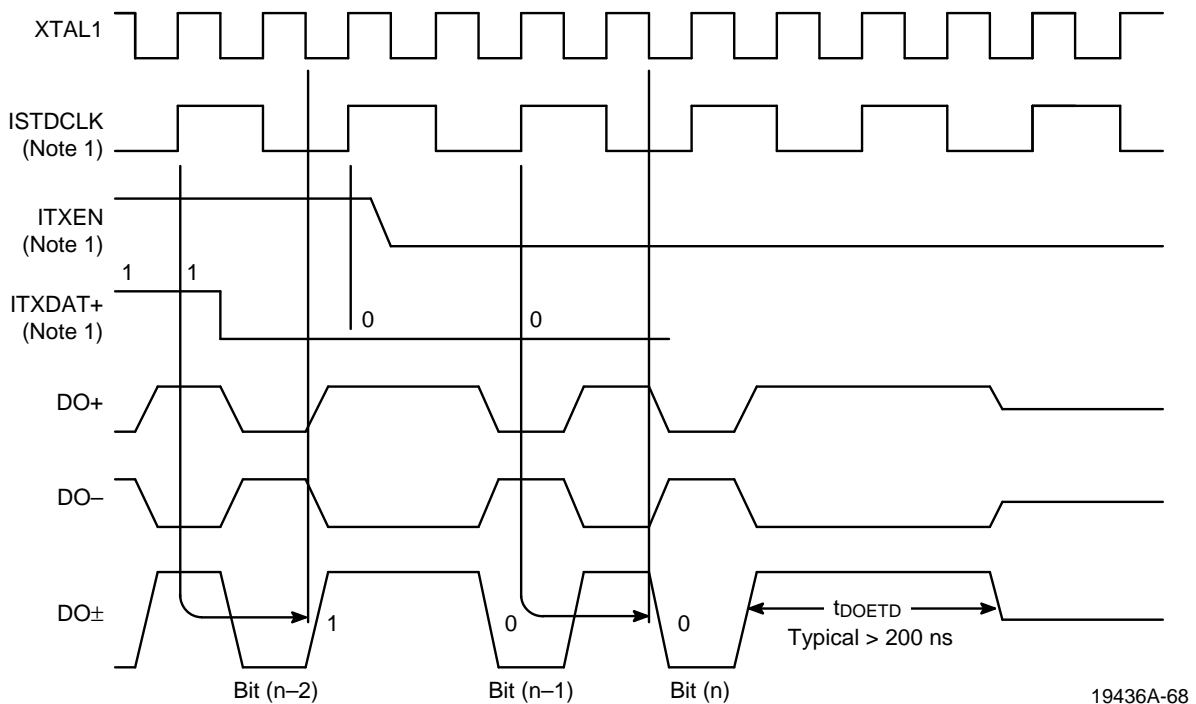 XTAL1
ISTDCLK
(Note 1)
ITXEN
(Note 1)
1 1
ITXDAT+
(Note 1)
0 0
DO+
DO–
DO±
1 0 0
tDOETD
Typical > 200 ns
Bit (n–2) Bit (n–1) Bit (n)
19436A-68